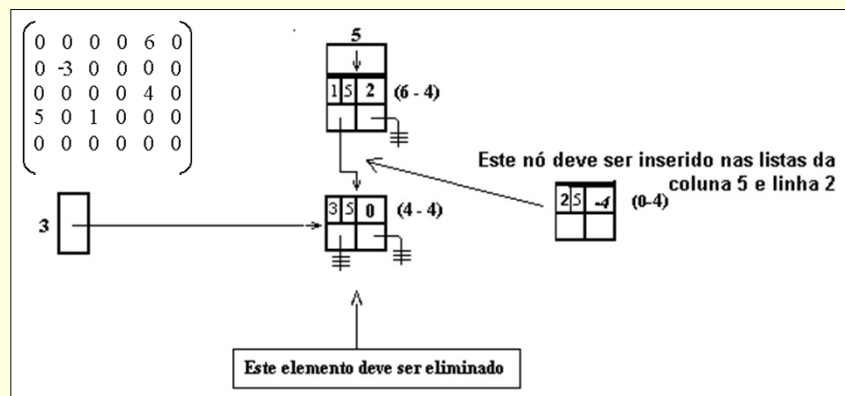 0 0 0 0 6 0
0 -3 0 0 0 0
0 0 0 0 4 0
5 0 1 0 0 0
0 0 0 0 0 0
5
1 5 2 (6 - 4)
Este nó deve ser inserido nas listas da
coluna 5 e linha 2
2 5 -4 (0-4)
3
3 5 0 (4 - 4)
Este elemento deve ser eliminado